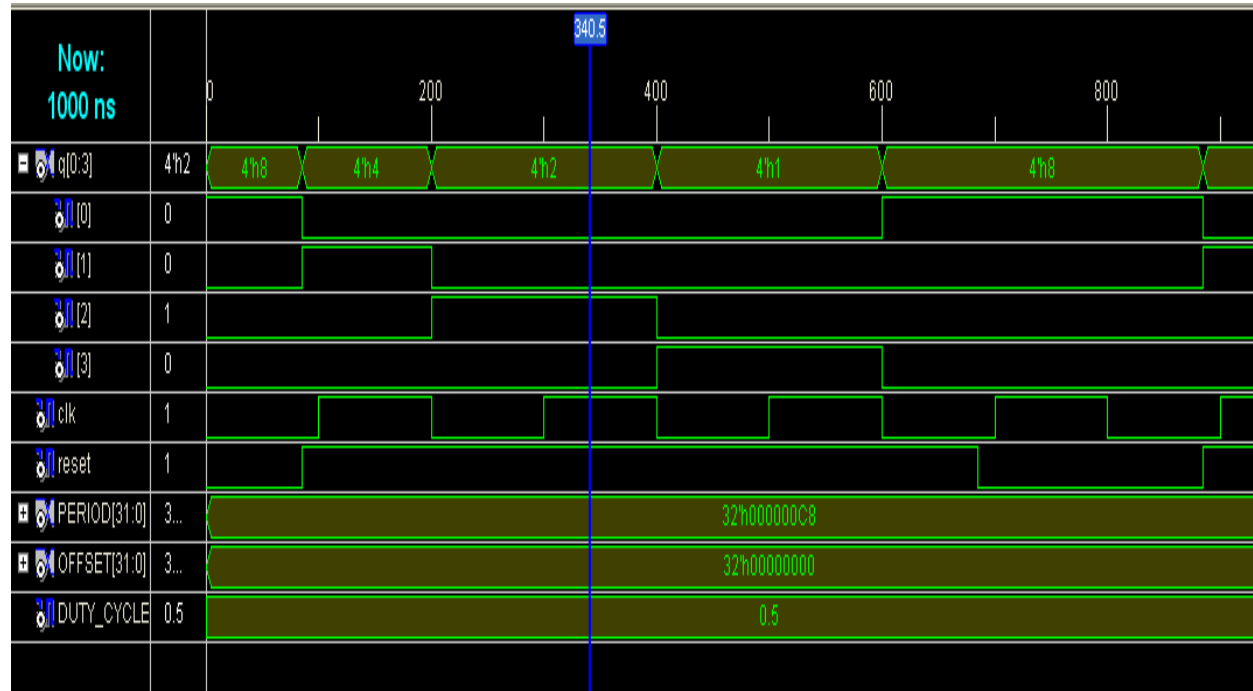 340.5
Now:
1000 ns
0 200 400 600 800
q[0:3] 4'h2 4'h8 4'h4 4'h2 4'h1 4'h8
[0] 0
[1] 0
[2] 1
[3] 0
clk 1
reset 1
PERIOD[31:0] 3... 32'h000000C8
OFFSET[31:0] 3... 32'h00000000
DUTY_CYCLE 0.5 0.5